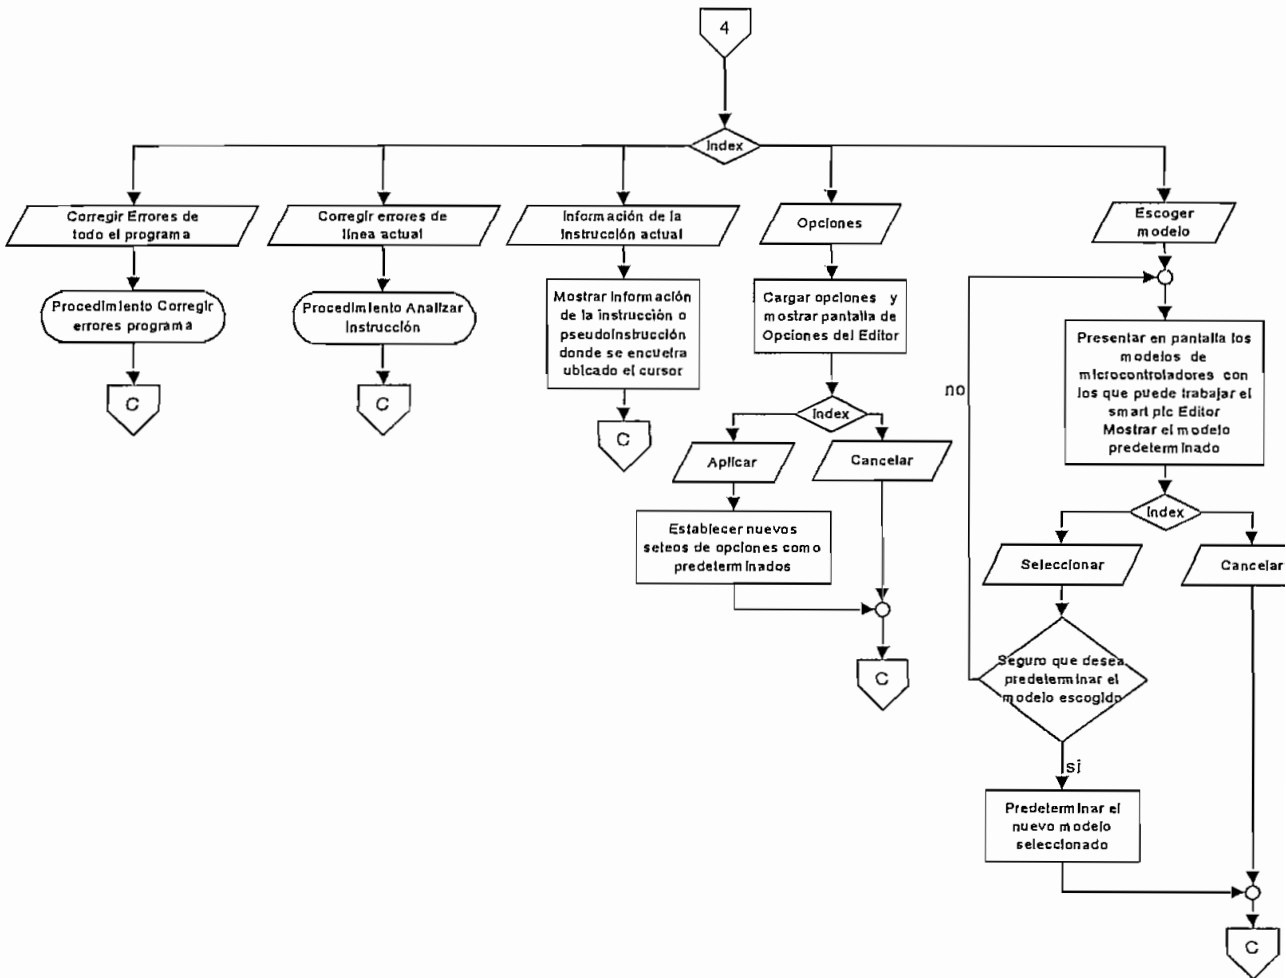 4
Index
Corregir Errores de
todo el programa
Corregir errores de
línea actual
Información de la
Instrucción actual
Opciones
Escoger
modelo
Procedimiento Corregir
errores programa
Procedimiento Analizar
Instrucción
Mostrar Información
de la instrucción o
pseudoinstrucción
donde se encuetra
ubicado el cursor
Cargar opciones y
mostrar pantalla de
Opciones del Editor
Presentar en pantalla los
modelos de
microcontroladores con
los que puede trabajar el
smart plc Editor
Mostrar el modelo
predeterminado
C
C
C
no
Index
Aplicar
Cancelar
Establecer nuevos
seteos de opciones como
predeterminados
C
Index
Seleccionar
Cancelar
Seguro que desea
predeterminar el
modelo escogido
si
Predeterminar el
nuevo modelo
seleccionado
C